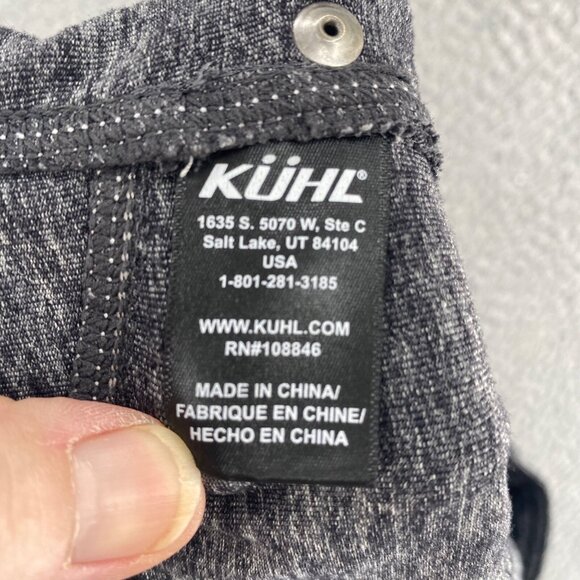 KÜHL®
1635 S. 5070 W, Ste C
Salt Lake, UT 84104
USA
1-801-281-3185
WWW.KUHL.COM
RN#108846
MADE IN CHINA/
FABRIQUE EN CHINE/
HECHO EN CHINA